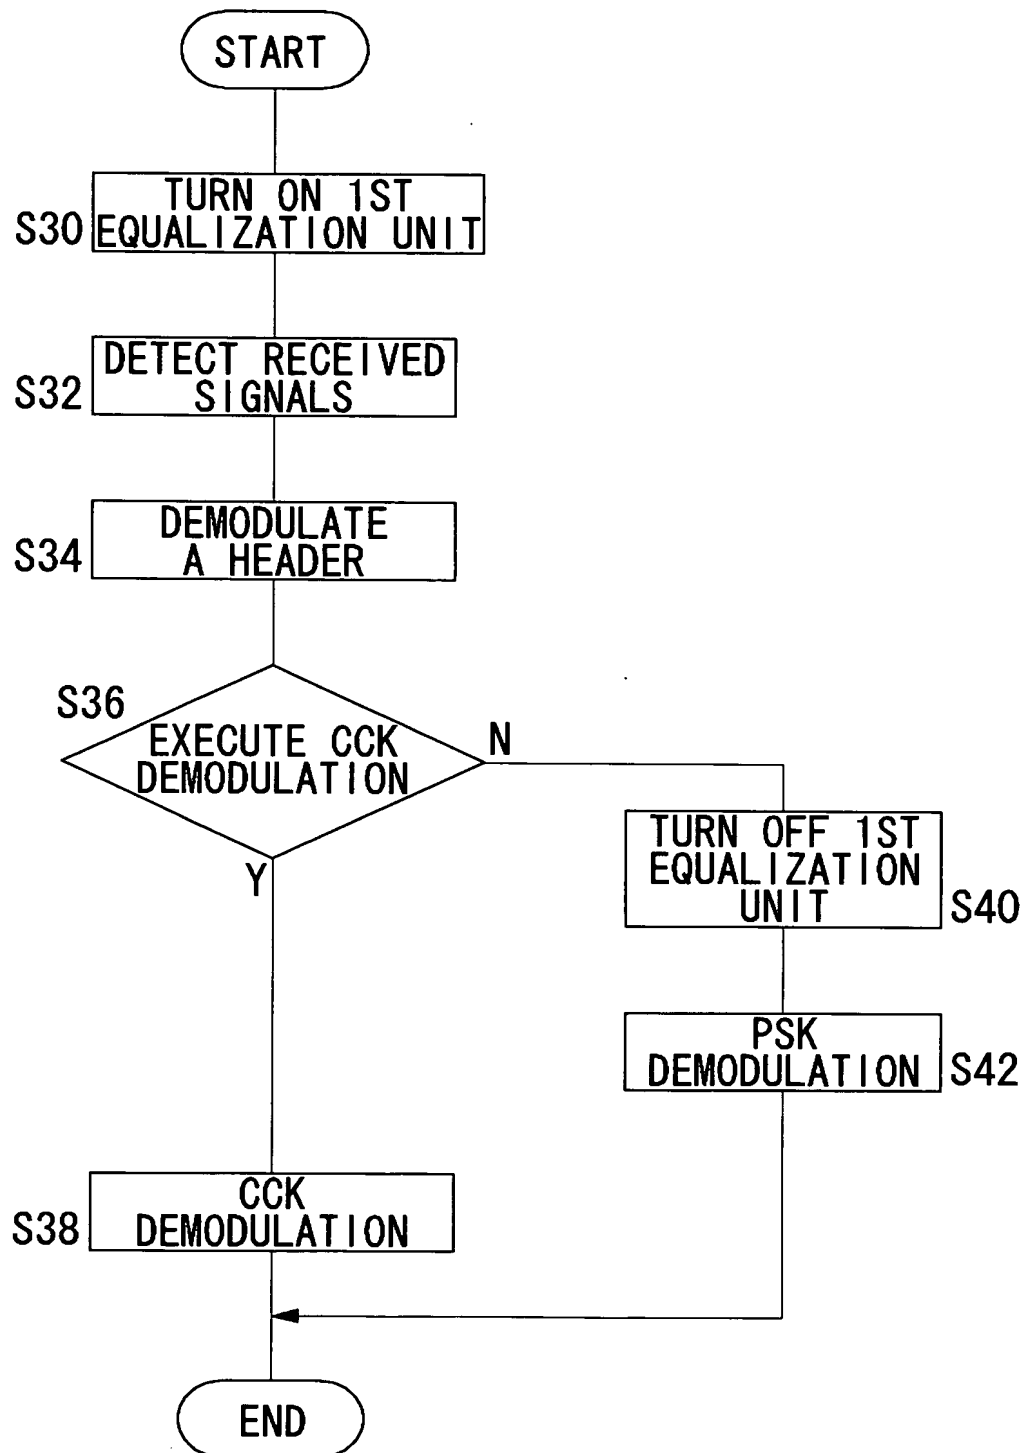 START
TURN ON 1ST
S30
EQUALIZATION UNIT
DETECT RECEIVED
S32
SIGNALS
DEMODULATE
S34
A HEADER
S36
EXECUTE CCK
DEMODULATION
N
Y
TURN OFF 1ST
EQUALIZATION
UNIT
S40
PSK
DEMODULATION
S42
CCK
S38
DEMODULATION
END